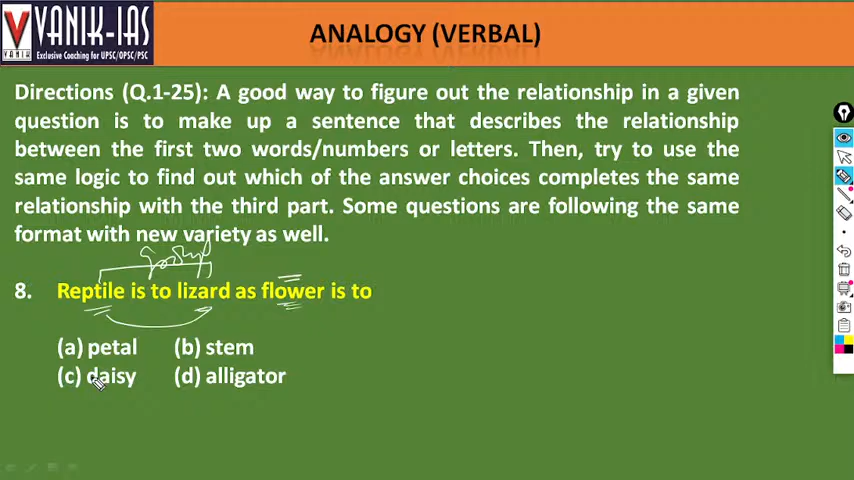 VANIK-IAS
VANIK
Exclusive Coaching for UPSC/OPSC/PSC
ANALOGY (VERBAL)
Directions (Q.1-25): A good way to figure out the relationship in a given
question is to make up a sentence that describes the relationship
between the first two words/numbers or letters. Then, try to use the
same logic to find out which of the answer choices completes the same
relationship with the third part. Some questions are following the same
format with new variety as well.
8. Reptile is to lizard as flower is to
(a) petal (b) stem
(c) daisy (d) alligator